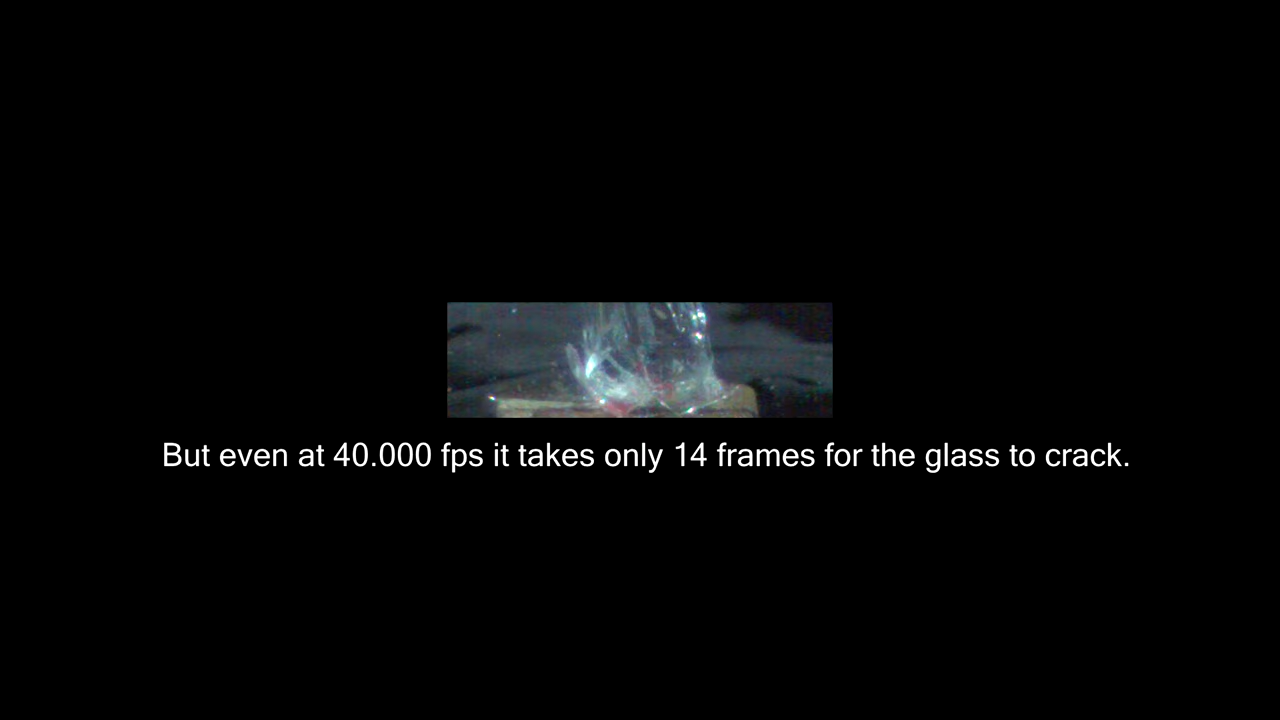 But even at 40.000 fps it takes only 14 frames for the glass to crack.